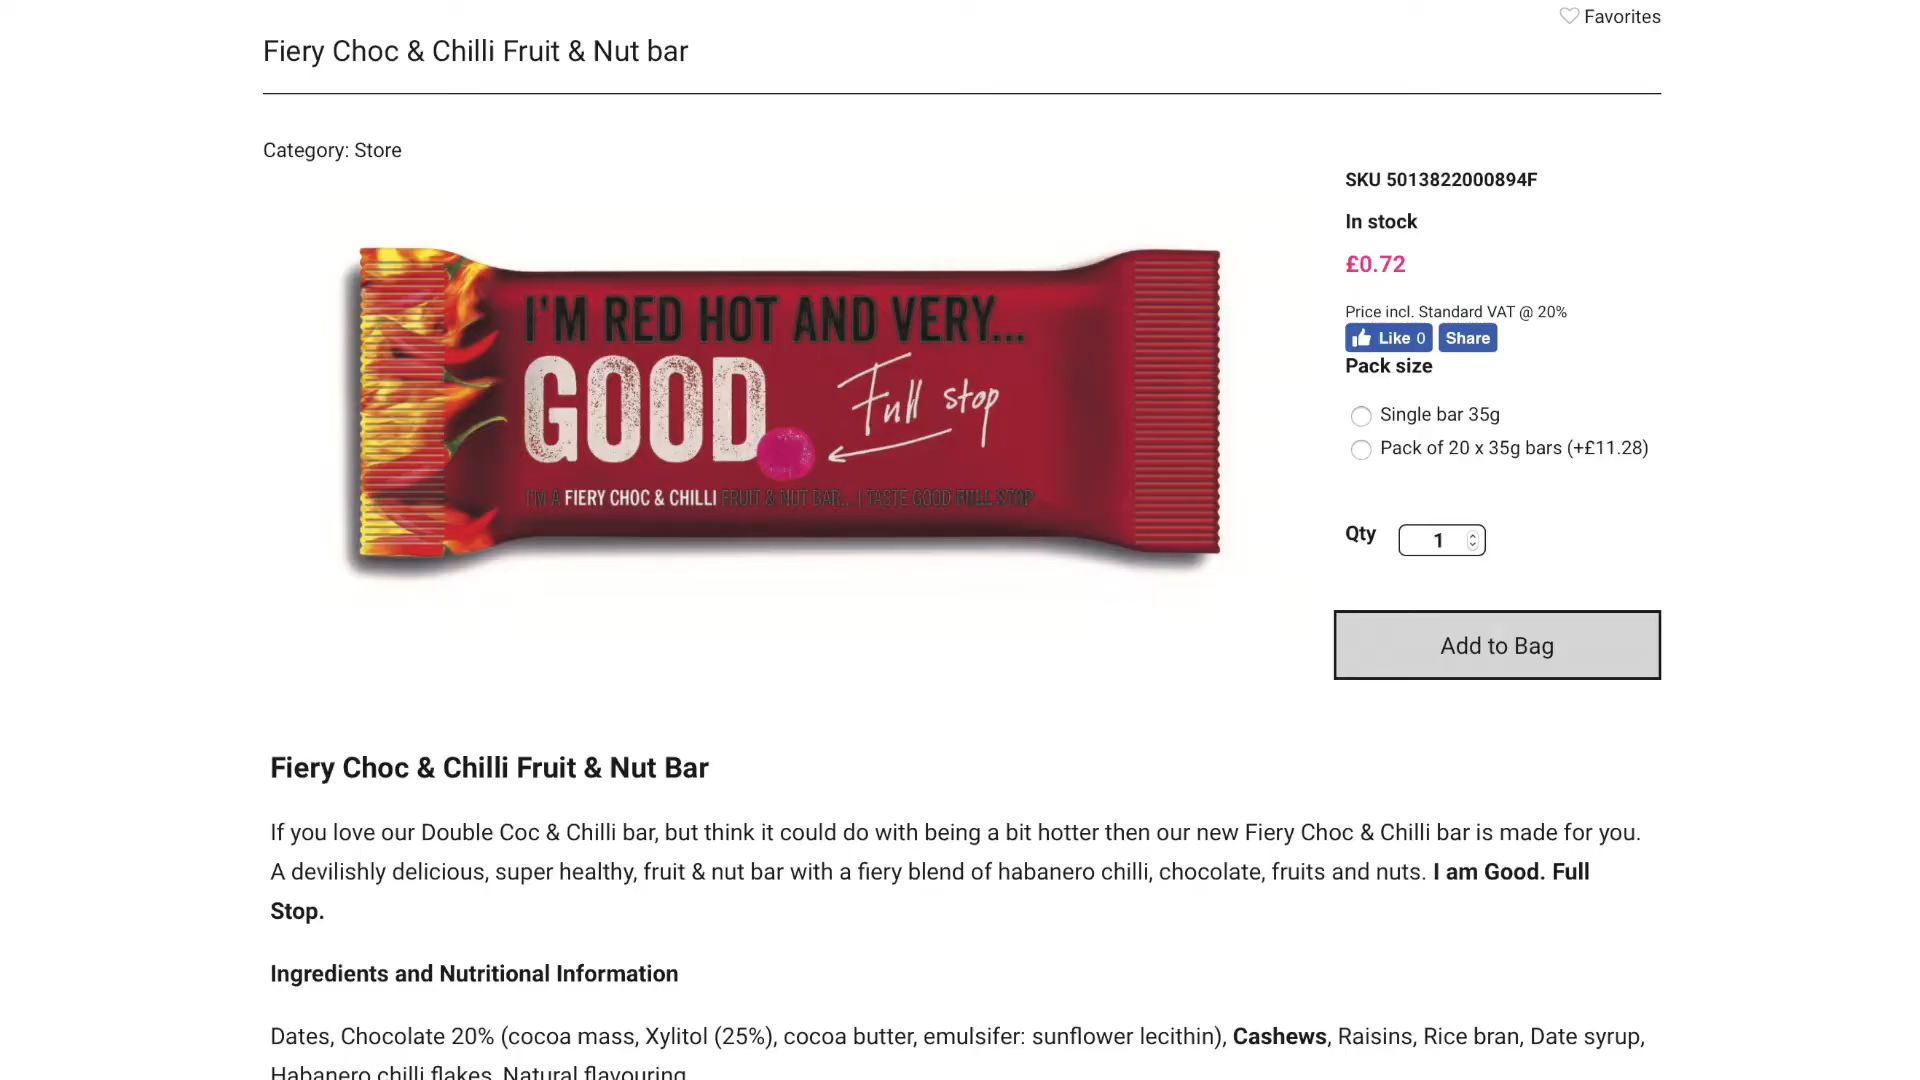 Favorites
Fiery Choc & Chilli Fruit & Nut bar
Category: Store
SKU 5013822000894F
In stock
£0.72
Price incl. Standard VAT @ 20%
Like 0 Share
Pack size
Single bar 35g
Pack of 20 x 35g bars (+£11.28)
Qty 1
Add to Bag
I'M RED HOT AND VERY...
GOOD.
Full stop
I'M A FIERY CHOC & CHILLI FRUIT & NUT BAR... I TASTE GOOD FULL STOP
Fiery Choc & Chilli Fruit & Nut Bar
If you love our Double Coc & Chilli bar, but think it could do with being a bit hotter then our new Fiery Choc & Chilli bar is made for you.
A devilishly delicious, super healthy, fruit & nut bar with a fiery blend of habanero chilli, chocolate, fruits and nuts. I am Good. Full
Stop.
Ingredients and Nutritional Information
Dates, Chocolate 20% (cocoa mass, Xylitol (25%), cocoa butter, emulsifer: sunflower lecithin), Cashews, Raisins, Rice bran, Date syrup,
Habanero chilli flakes, Natural flavouring